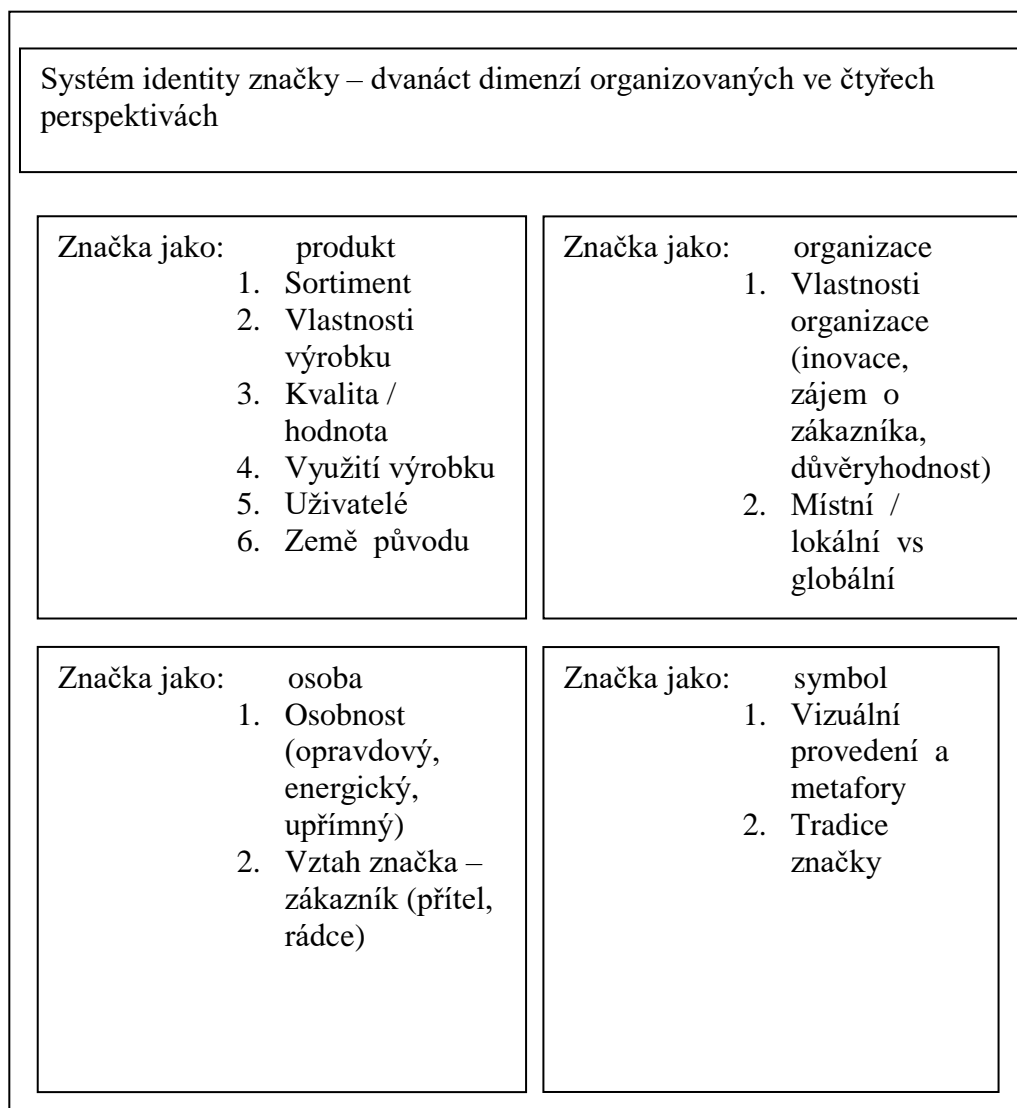 Systém identity značky – dvanáct dimenzí organizovaných ve čtyřech
perspektivách
Značka jako: produkt
1. Sortiment
2. Vlastnosti
výrobku
3. Kvalita /
hodnota
4. Využití výrobku
5. Uživatelé
6. Země původu
Značka jako: organizace
1. Vlastnosti
organizace
(inovace,
zájem o
zákazníka,
důvěryhodnost)
2. Místní /
lokální vs
globální
Značka jako: osoba
1. Osobnost
(opravdový,
energický,
upřímný)
2. Vztah značka –
zákazník (přítel,
rádce)
Značka jako: symbol
1. Vizuální
provedení a
metafory
2. Tradice
značky